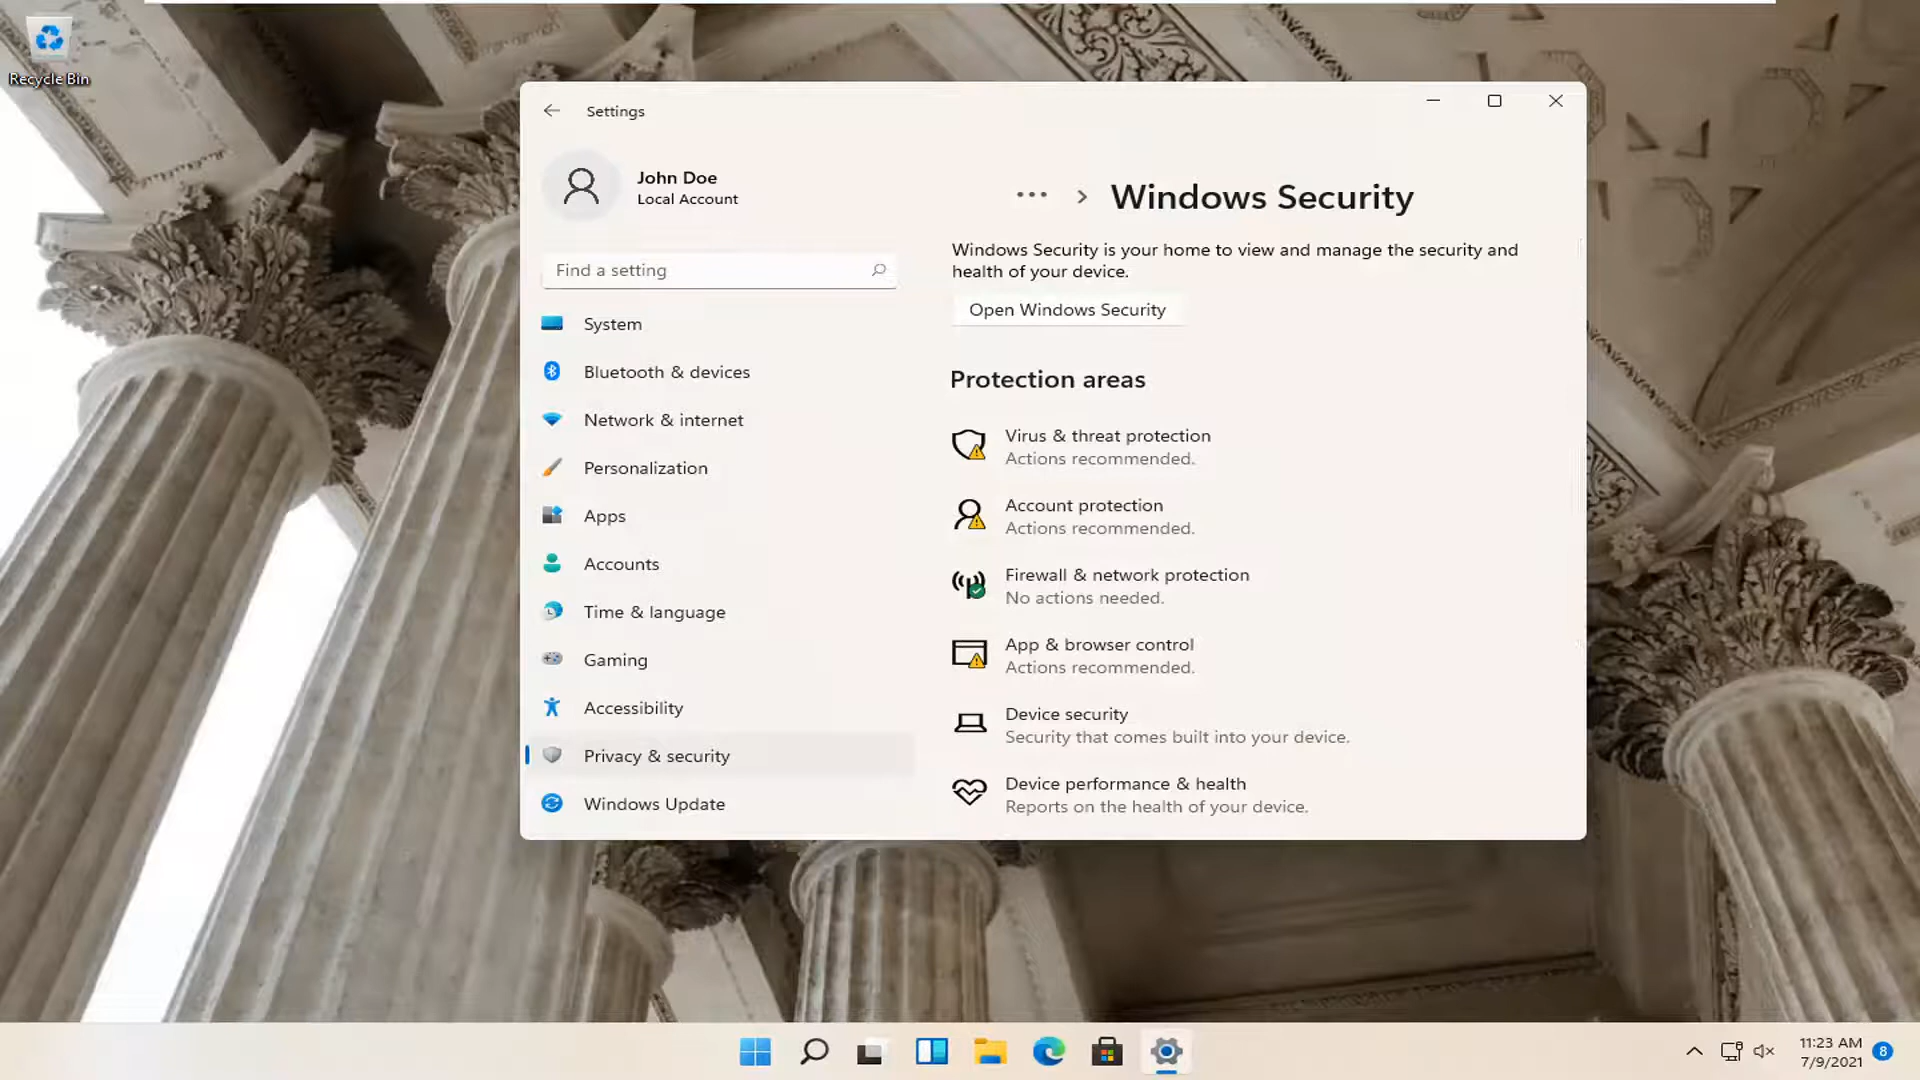 Recycle Bin
Settings
John Doe
Local Account
Find a setting
System
Bluetooth & devices
Network & internet
Personalization
Apps
Accounts
Time & language
Gaming
Accessibility
Privacy & security
Windows Update
··· > Windows Security
Windows Security is your home to view and manage the security and
health of your device.
Open Windows Security
Protection areas
Virus & threat protection
Actions recommended.
Account protection
Actions recommended.
Firewall & network protection
No actions needed.
App & browser control
Actions recommended.
Device security
Security that comes built into your device.
Device performance & health
Reports on the health of your device.
11:23 AM
7/9/2021
8